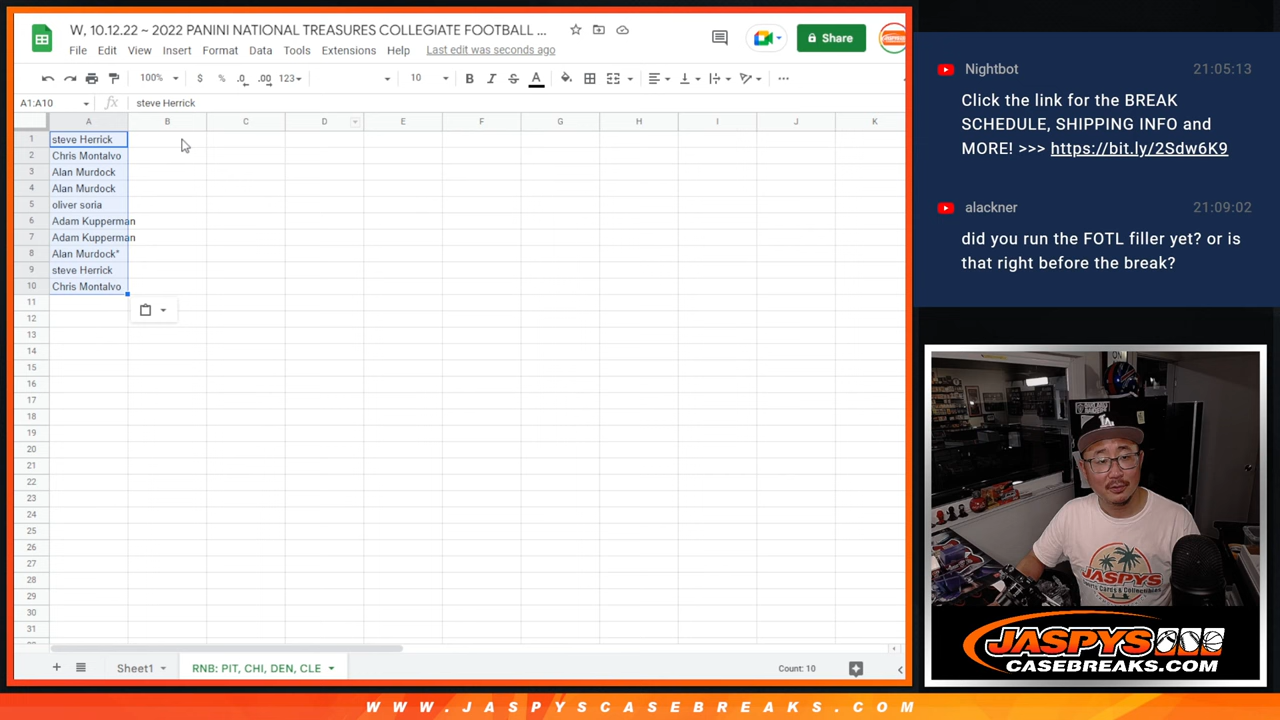 W, 10.12.22 ~ 2022 PANINI NATIONAL TREASURES COLLEGIATE FOOTBALL ...
File Edit View Insert Format Data Tools Extensions Help Last edit was seconds ago
Share
100% $ % .0 .00 123 10 B I S A
A1:A10 fx steve Herrick
A B C D E F G H I J K
1 steve Herrick
2 Chris Montalvo
3 Alan Murdock
4 Alan Murdock
5 oliver soria
6 Adam Kupperman
7 Adam Kupperman
8 Alan Murdock*
9 steve Herrick
10 Chris Montalvo
11
12
13
14
15
16
17
18
19
20
21
22
23
24
25
26
27
28
29
30
31
Sheet1 RNB: PIT, CHI, DEN, CLE Count: 10
Nightbot 21:05:13
Click the link for the BREAK
SCHEDULE, SHIPPING INFO and
MORE! >>> https://bit.ly/2Sdw6K9
alackner 21:09:02
did you run the FOTL filler yet? or is
that right before the break?
ON
LA
JASPYS
JASPYS
CASEBREAKS.COM
WWW.JASPYSCASEBREAKS.COM